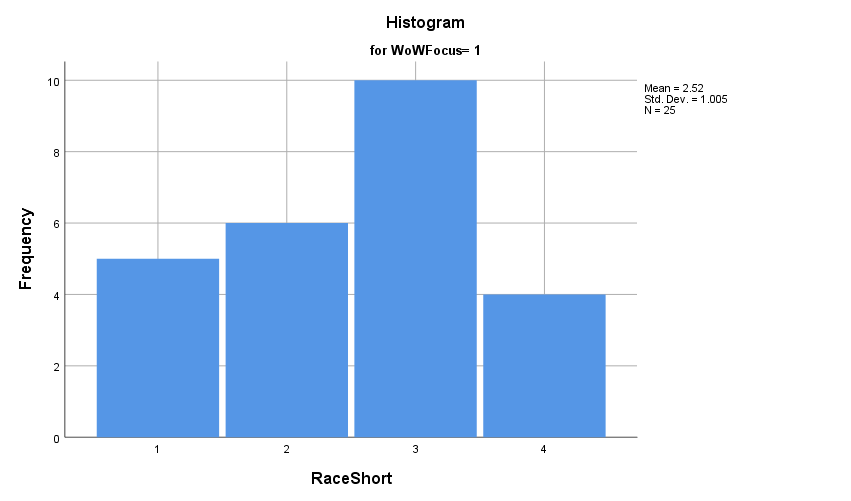 Histogram
for WoWFocus= 1
Mean = 2.52
Std. Dev. = 1.005
N = 25
Frequency
10
8
6
4
2
0
1 2 3 4
RaceShort